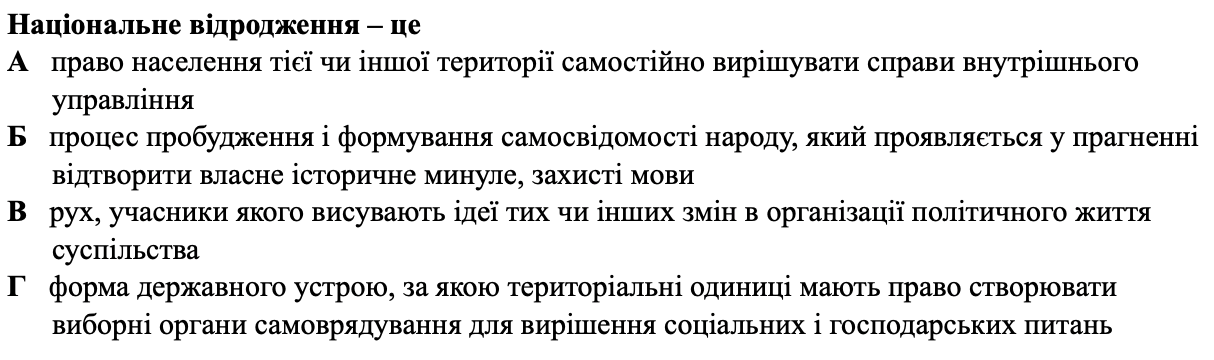 Національне відродження – це
А право населення тієї чи іншої території самостійно вирішувати справи внутрішнього
управління
Б процес пробудження і формування самосвідомості народу, який проявляється у прагненні
відтворити власне історичне минуле, захисті мови
В рух, учасники якого висувають ідеї тих чи інших змін в організації політичного життя
суспільства
Г форма державного устрою, за якою територіальні одиниці мають право створювати
виборні органи самоврядування для вирішення соціальних і господарських питань